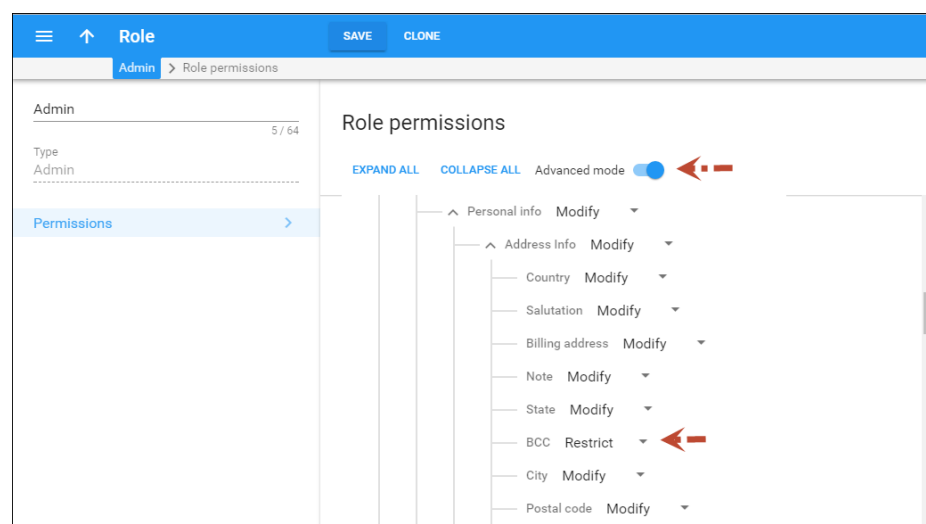 Role
SAVE CLONE
Admin > Role permissions
Admin
5 / 64
Type
Admin
Permissions
Role permissions
EXPAND ALL COLLAPSE ALL Advanced mode
Personal info Modify
Address Info Modify
Country Modify
Salutation Modify
Billing address Modify
Note Modify
State Modify
BCC Restrict
City Modify
Postal code Modify